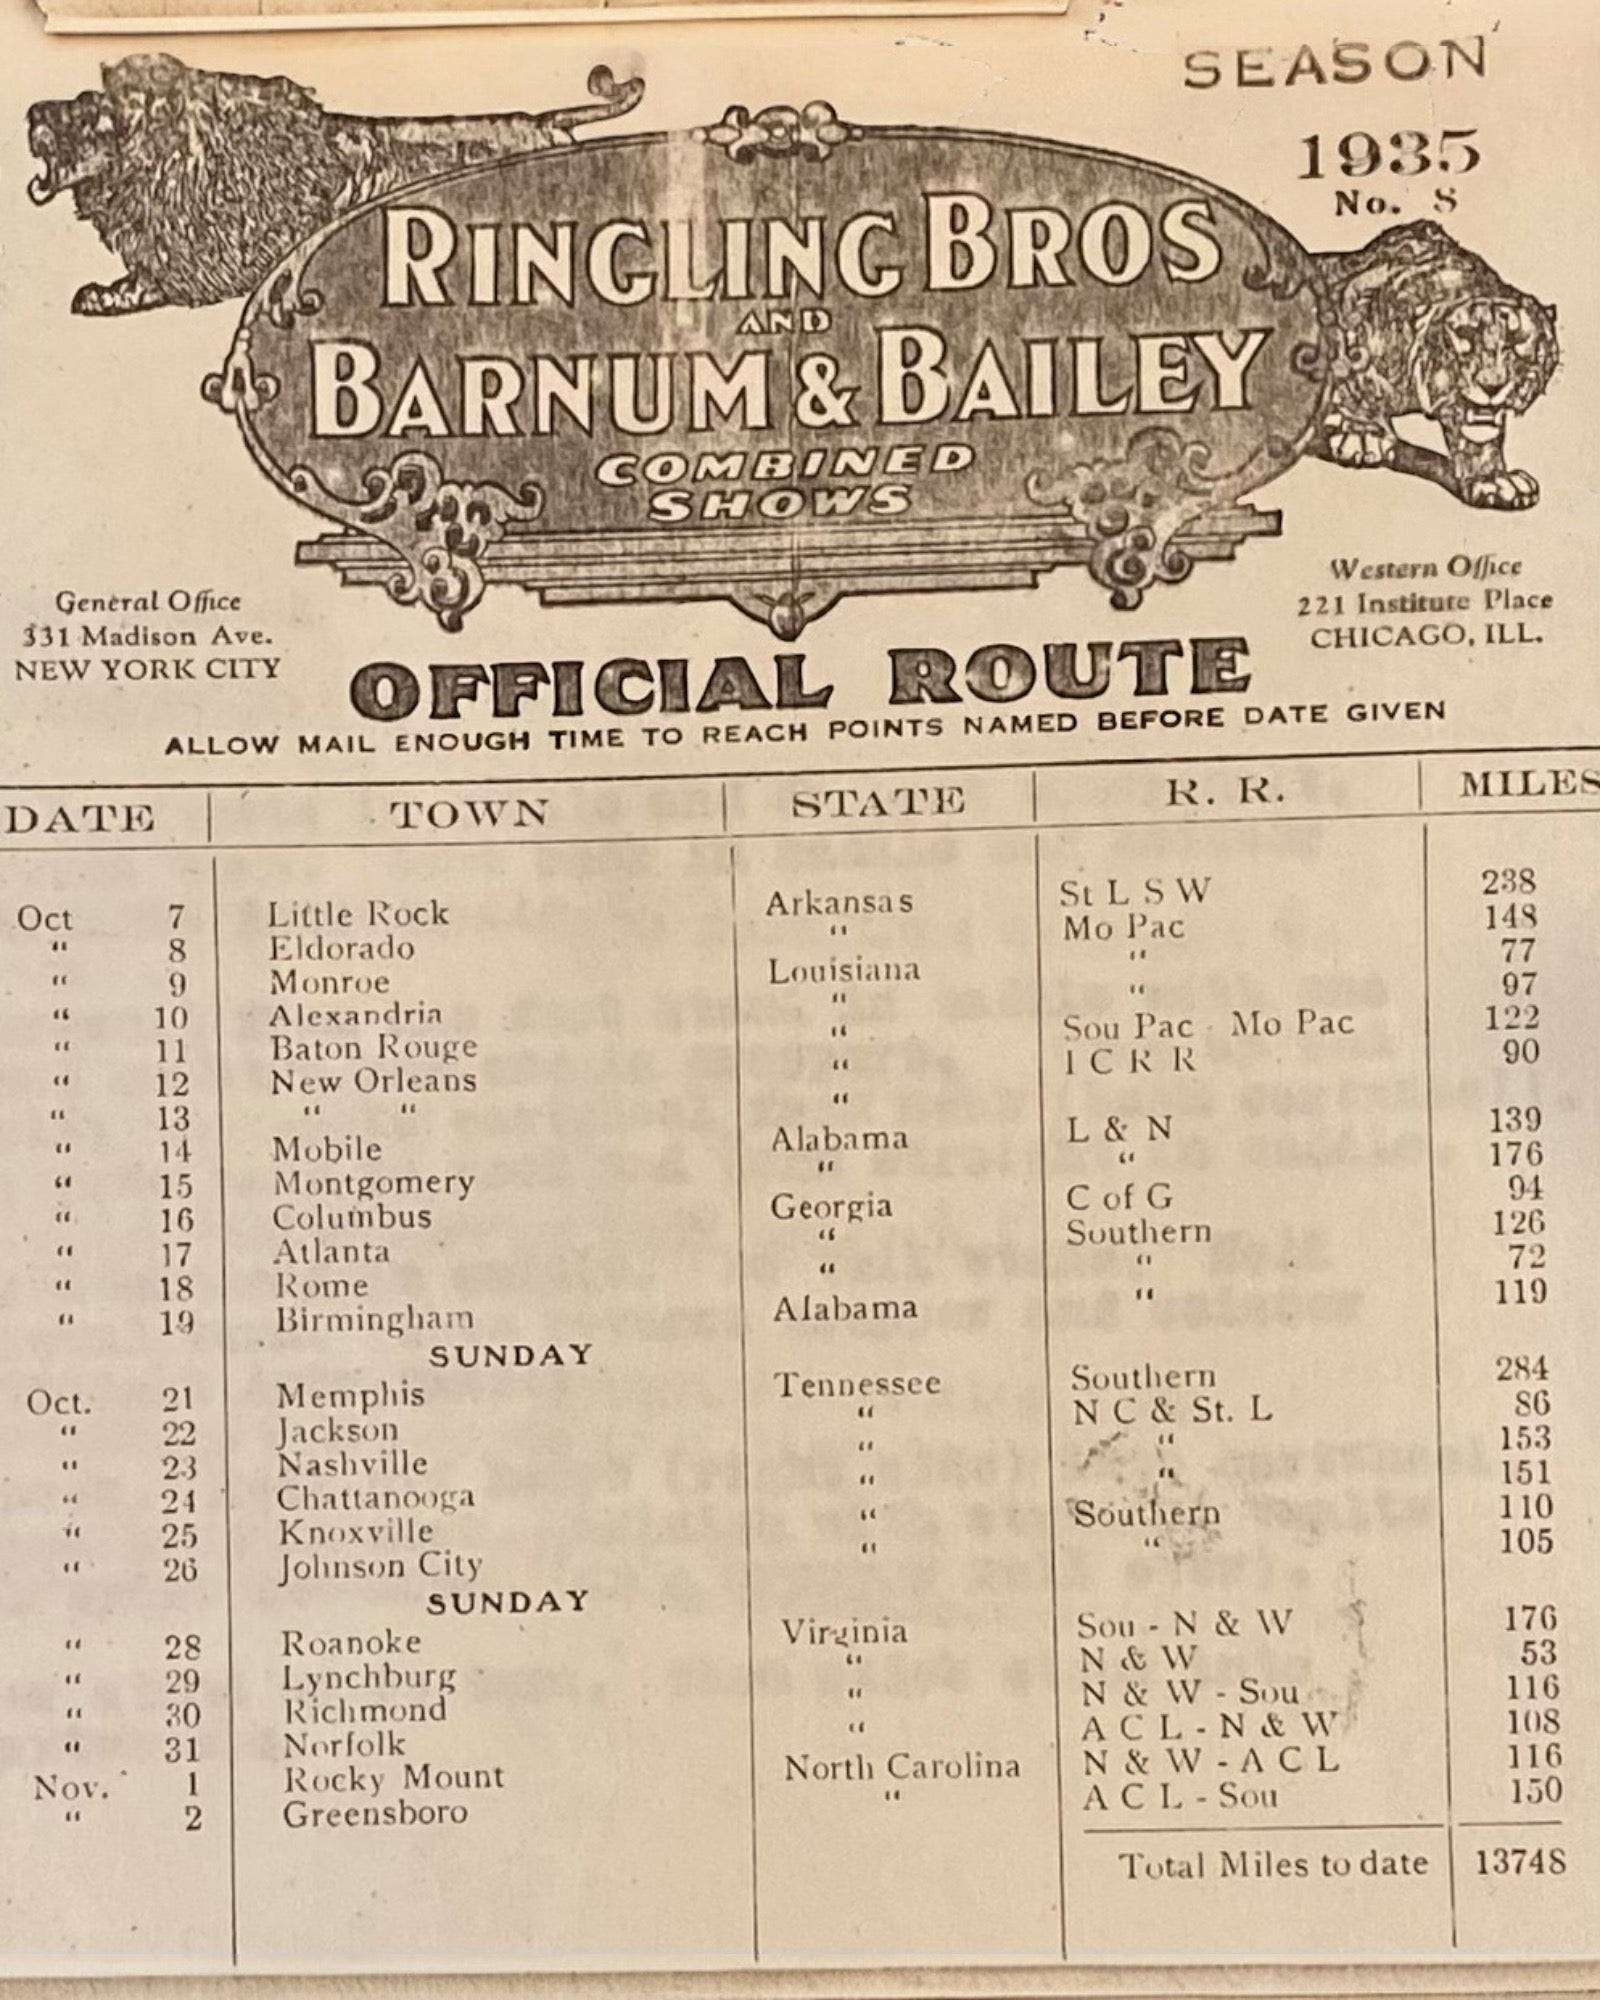 SEASON
1935
No. 8
RINGLING BROS
AND
BARNUM & BAILEY
COMBINED
SHOWS
General Office
331 Madison Ave.
NEW YORK CITY
Western Office
221 Institute Place
CHICAGO, ILL.
OFFICIAL ROUTE
ALLOW MAIL ENOUGH TIME TO REACH POINTS NAMED BEFORE DATE GIVEN
DATE TOWN STATE R. R. MILES
Oct 7 Little Rock Arkansas St L S W 238
“ 8 Eldorado “ Mo Pac 148
“ 9 Monroe Louisiana “ 77
“ 10 Alexandria “ “ 97
“ 11 Baton Rouge “ Sou Pac - Mo Pac 122
“ 12 New Orleans “ I C R R 90
“ 13 “ “ “
“ 14 Mobile Alabama L & N 139
“ 15 Montgomery “ “ 176
“ 16 Columbus Georgia C of G 94
“ 17 Atlanta “ Southern 126
“ 18 Rome “ “ 72
“ 19 Birmingham Alabama “ 119
SUNDAY
Oct. 21 Memphis Tennessee Southern 284
“ 22 Jackson “ N C & St. L 86
“ 23 Nashville “ “ 153
“ 24 Chattanooga “ “ 151
“ 25 Knoxville “ Southern 110
“ 26 Johnson City “ “ 105
SUNDAY
“ 28 Roanoke Virginia Sou - N & W 176
“ 29 Lynchburg “ N & W 53
“ 30 Richmond “ N & W - Sou 116
“ 31 Norfolk “ A C L - N & W 108
Nov. 1 Rocky Mount North Carolina N & W - A C L 116
“ 2 Greensboro “ A C L - Sou 150
Total Miles to date 13748